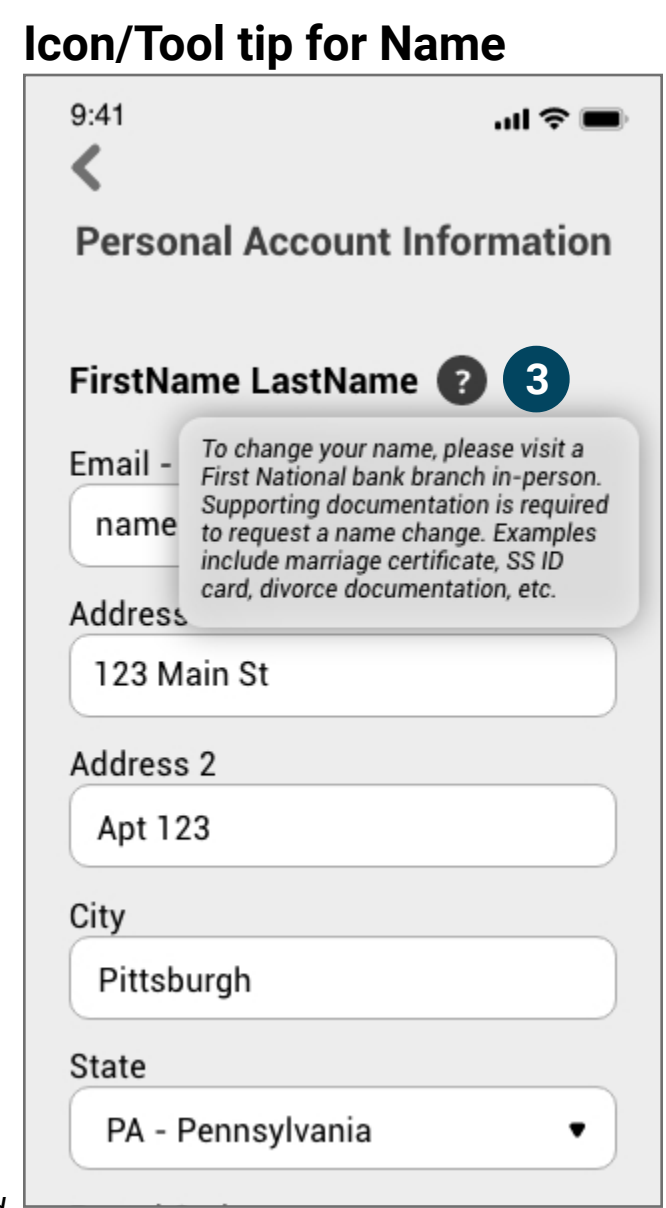 Icon/Tool tip for Name
9:41
Personal Account Information
FirstName LastName ? 3
Email -
To change your name, please visit a
First National bank branch in-person.
Supporting documentation is required
to request a name change. Examples
include marriage certificate, SS ID
card, divorce documentation, etc.
name
Address
123 Main St
Address 2
Apt 123
City
Pittsburgh
State
PA - Pennsylvania